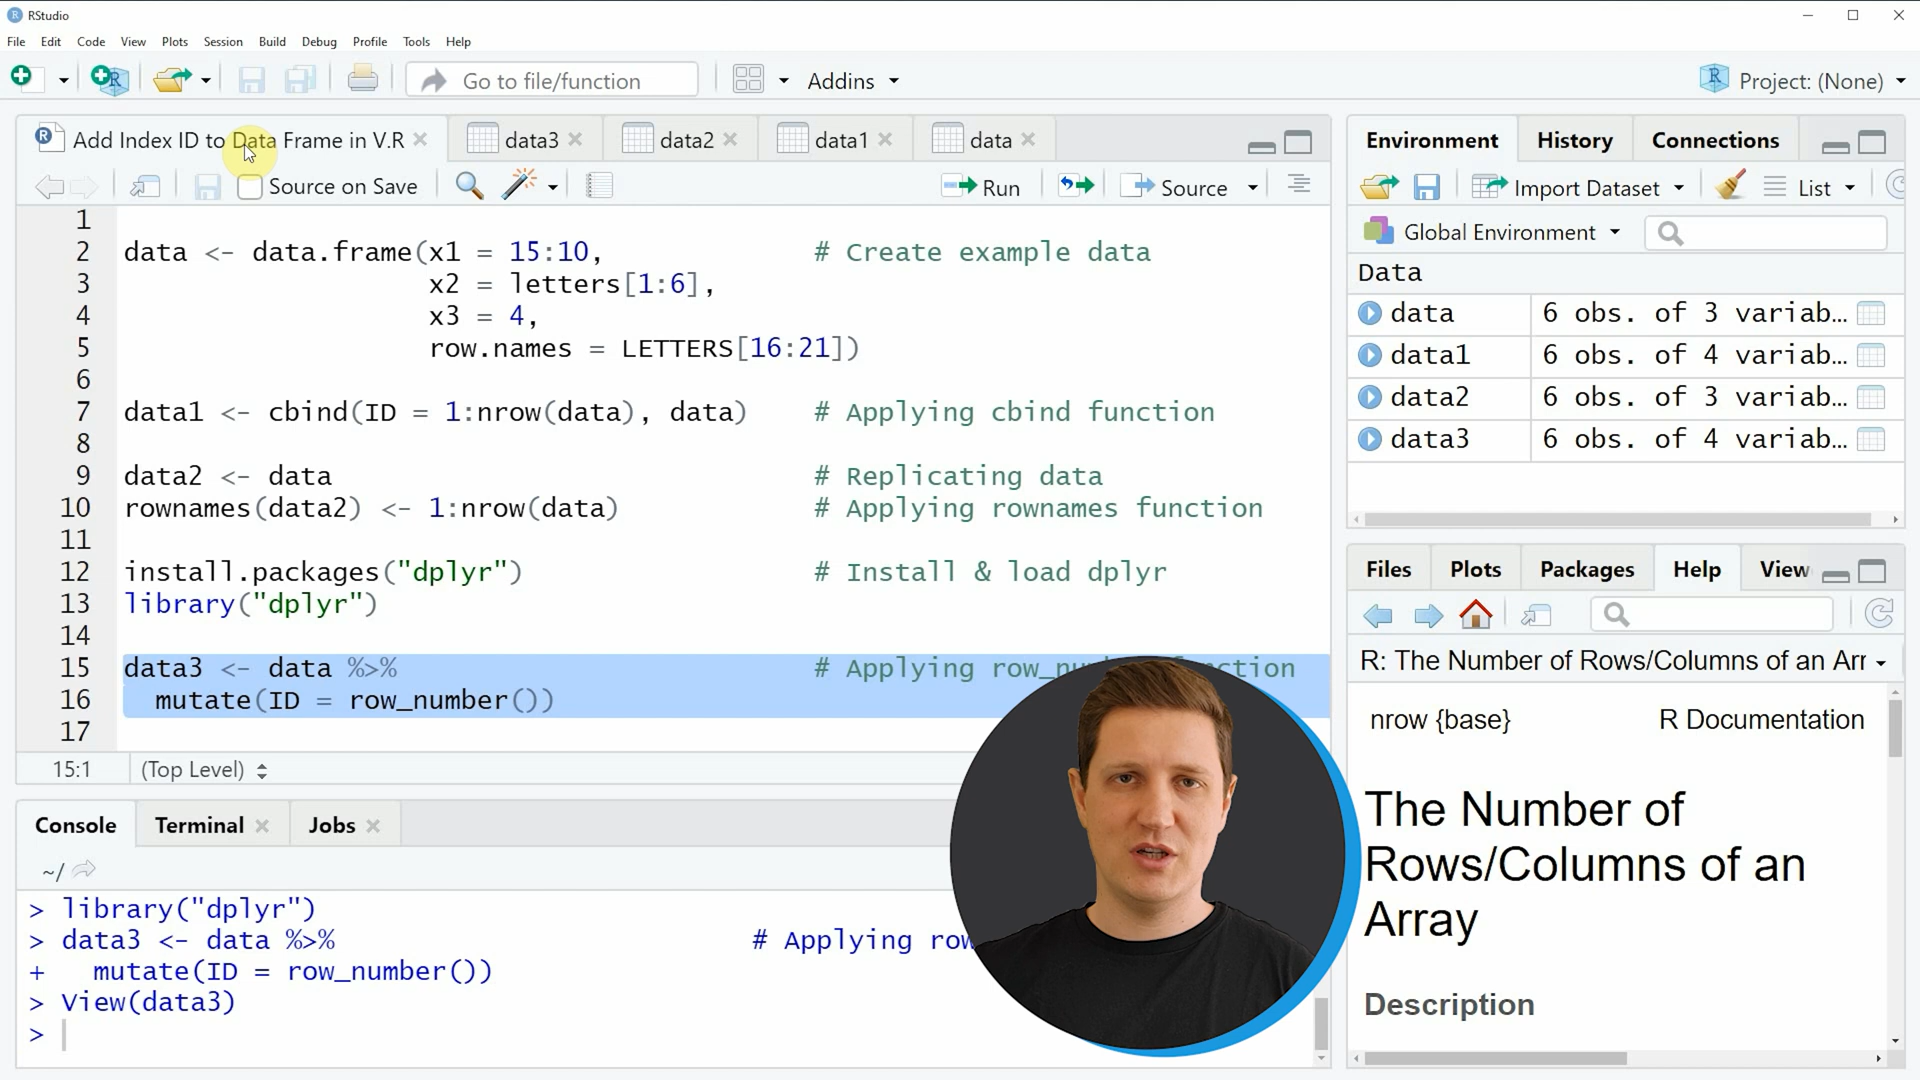 RStudio
File Edit Code View Plots Session Build Debug Profile Tools Help
Go to file/function Addins Project: (None)
Add Index ID to Data Frame in V.R data3 data2 data1 data
Source on Save Run Source
1
2 data <- data.frame(x1 = 15:10, # Create example data
3 x2 = letters[1:6],
4 x3 = 4,
5 row.names = LETTERS[16:21])
6
7 data1 <- cbind(ID = 1:nrow(data), data) # Applying cbind function
8
9 data2 <- data # Replicating data
10 rownames(data2) <- 1:nrow(data) # Applying rownames function
11
12 install.packages("dplyr") # Install & load dplyr
13 library("dplyr")
14
15 data3 <- data %>% # Applying
16 mutate(ID = row_number())
17
15:1 (Top Level)
Console Terminal Jobs
~/
> library("dplyr")
> data3 <- data %>% # Applying
+ mutate(ID = row_number())
> View(data3)
>
Environment History Connections
Import Dataset List
Global Environment
Data
data 6 obs. of 3 variab...
data1 6 obs. of 4 variab...
data2 6 obs. of 3 variab...
data3 6 obs. of 4 variab...
Files Plots Packages Help View
R: The Number of Rows/Columns of an Arr
nrow {base} R Documentation
The Number of
Rows/Columns of an
Array
Description